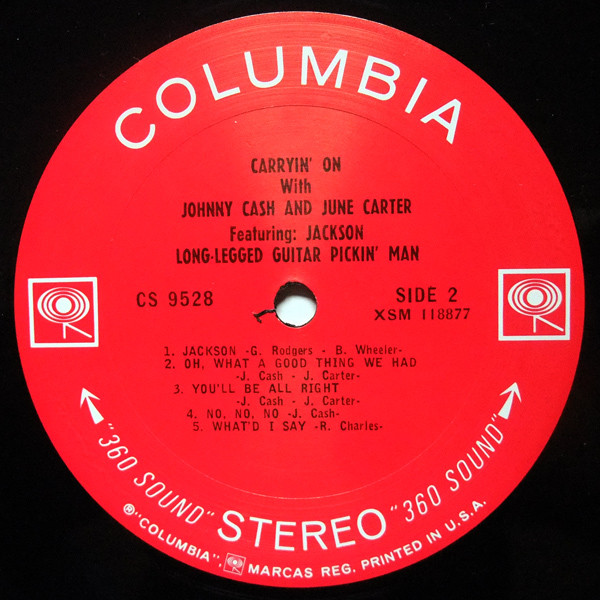 COLUMBIA
CARRYIN' ON
With
JOHNNY CASH AND JUNE CARTER
Featuring: JACKSON
LONG-LEGGED GUITAR PICKIN' MAN
CS 9528
SIDE 2
XSM 118877
1. JACKSON -G. Rodgers - B. Wheeler-
2. OH, WHAT A GOOD THING WE HAD
-J. Cash - J. Carter-
3. YOU'LL BE ALL RIGHT
-J. Cash - J. Carter-
4. NO, NO, NO -J. Cash-
5. WHAT'D I SAY -R. Charles-
"360 SOUND" STEREO "360 SOUND"
®"COLUMBIA", MARCAS REG. PRINTED IN U.S.A.